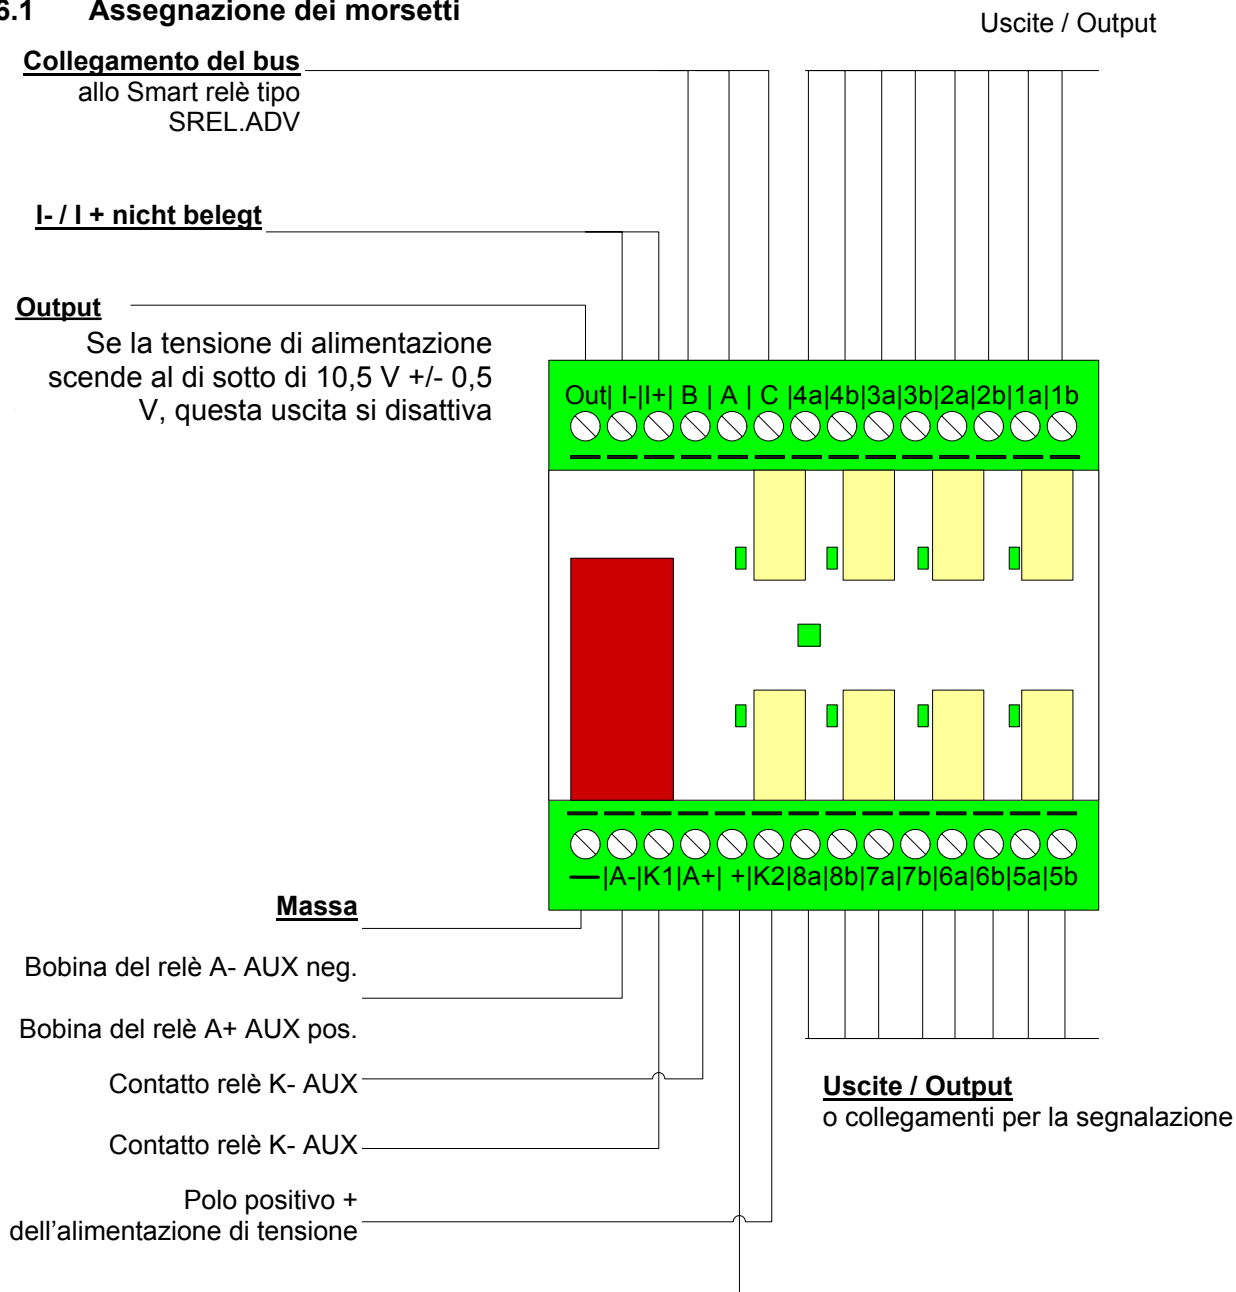 6.1 Assegnazione dei morsetti
Uscite / Output
Collegamento del bus
allo Smart relè tipo
SREL.ADV
I- / I + nicht belegt
Output
Se la tensione di alimentazione
scende al di sotto di 10,5 V +/- 0,5
V, questa uscita si disattiva
Out| I-|I+| B | A | C |4a|4b|3a|3b|2a|2b|1a|1b
—|A-|K1|A+| +|K2|8a|8b|7a|7b|6a|6b|5a|5b
Massa
Bobina del relè A- AUX neg.
Bobina del relè A+ AUX pos.
Contatto relè K- AUX
Contatto relè K- AUX
Polo positivo +
dell'alimentazione di tensione
Uscite / Output
o collegamenti per la segnalazione